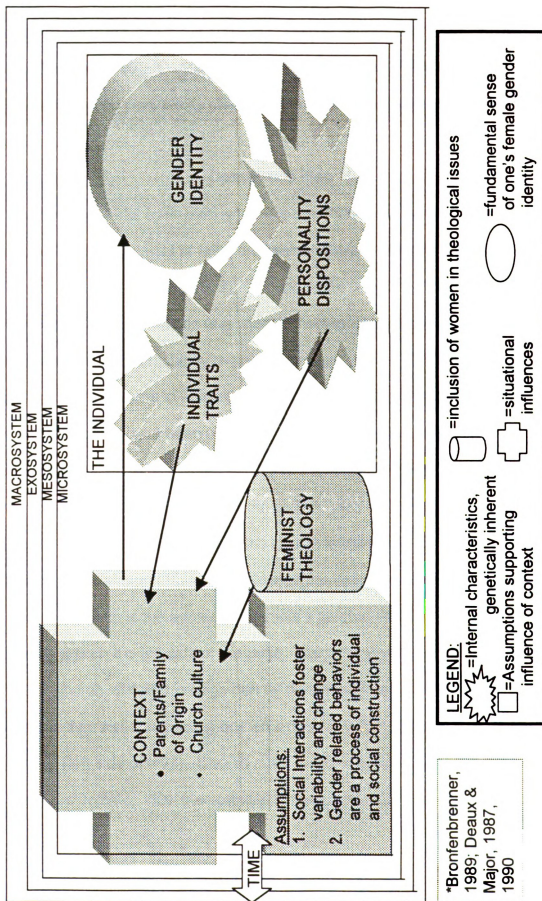 MACROSYSTEM
EXOSYSTEM
MESOSYSTEM
MICROSYSTEM
THE INDIVIDUAL
GENDER
IDENTITY
INDIVIDUAL
TRAITS
PERSONALITY
DISPOSITIONS
CONTEXT
• Parents/Family
of Origin
• Church culture
FEMINIST
THEOLOGY
Assumptions:
1. Social Interactions foster
variability and change
2. Gender related behaviors
are a process of individual
and social construction
TIME
LEGEND:
=Internal characteristics,
genetically inherent
=Assumptions supporting
influence of context
=inclusion of women in theological issues
=situational
influences
=fundamental sense
of one's female gender
identity
*Bronfenbrenner,
1989; Deaux &
Major, 1987,
1990